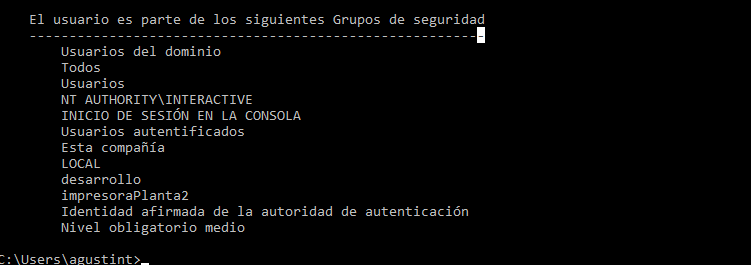 El usuario es parte de los siguientes Grupos de seguridad
---------------------------------------------------------
Usuarios del dominio
Todos
Usuarios
NT AUTHORITY\INTERACTIVE
INICIO DE SESIÓN EN LA CONSOLA
Usuarios autentificados
Esta compañía
LOCAL
desarrollo
impresoraPlanta2
Identidad afirmada de la autoridad de autenticación
Nivel obligatorio medio
C:\Users\agustint>